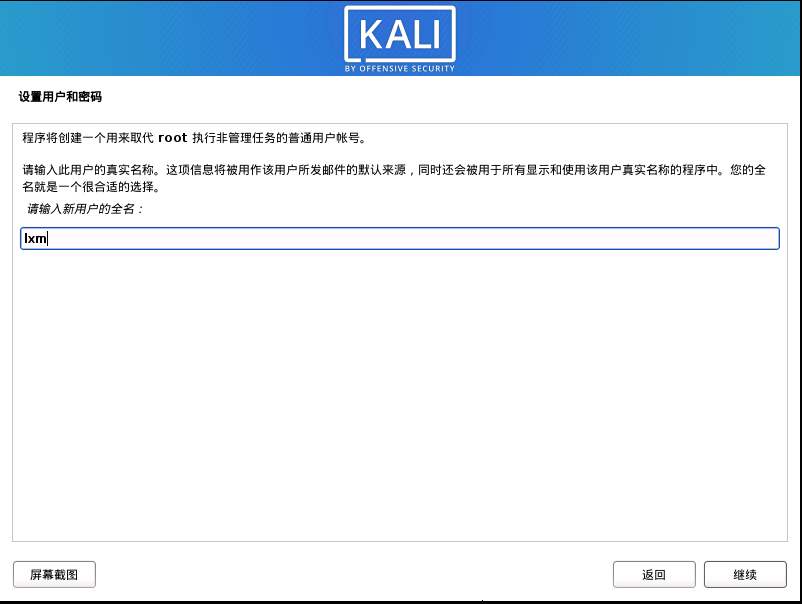 KALI
BY OFFENSIVE SECURITY
设置用户和密码
程序将创建一个用来取代 root 执行非管理任务的普通用户帐号。
请输入此用户的真实名称。这项信息将被用作该用户所发邮件的默认来源，同时还会被用于所有显示和使用该用户真实名称的程序中。您的全
名就是一个很合适的选择。
请输入新用户的全名：
lxm
屏幕截图
返回
继续